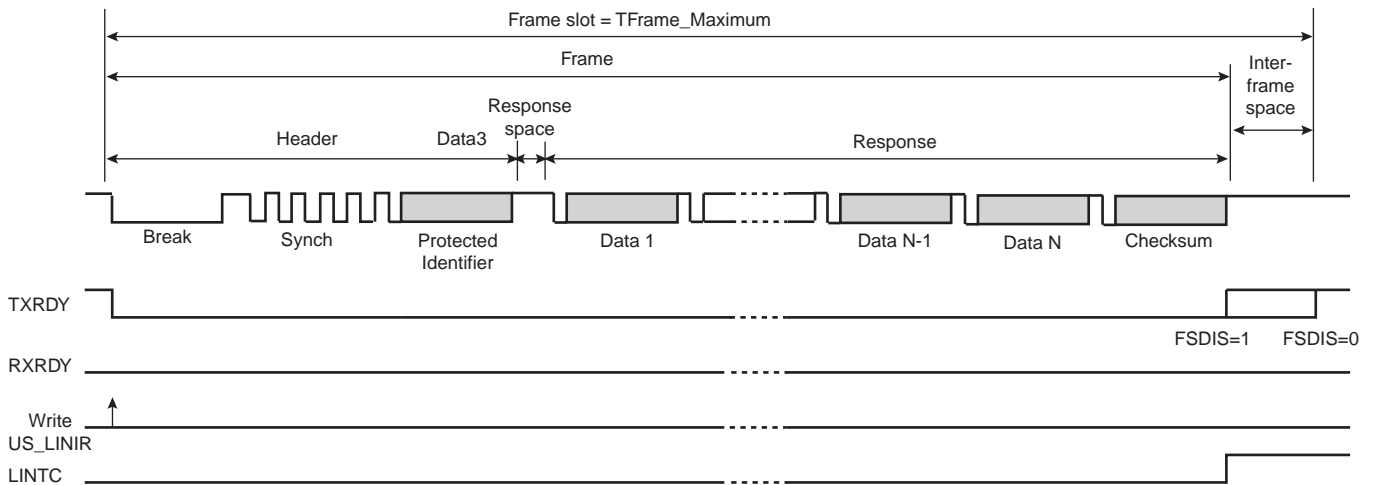 Frame slot = TFrame_Maximum
Frame
Inter-
frame
space
Response
space
Header
Data3
Response
Break
Synch
Protected
Identifier
Data 1
Data N-1
Data N
Checksum
TXRDY
FSDIS=1
FSDIS=0
RXRDY
Write
US_LINIR
LINTC